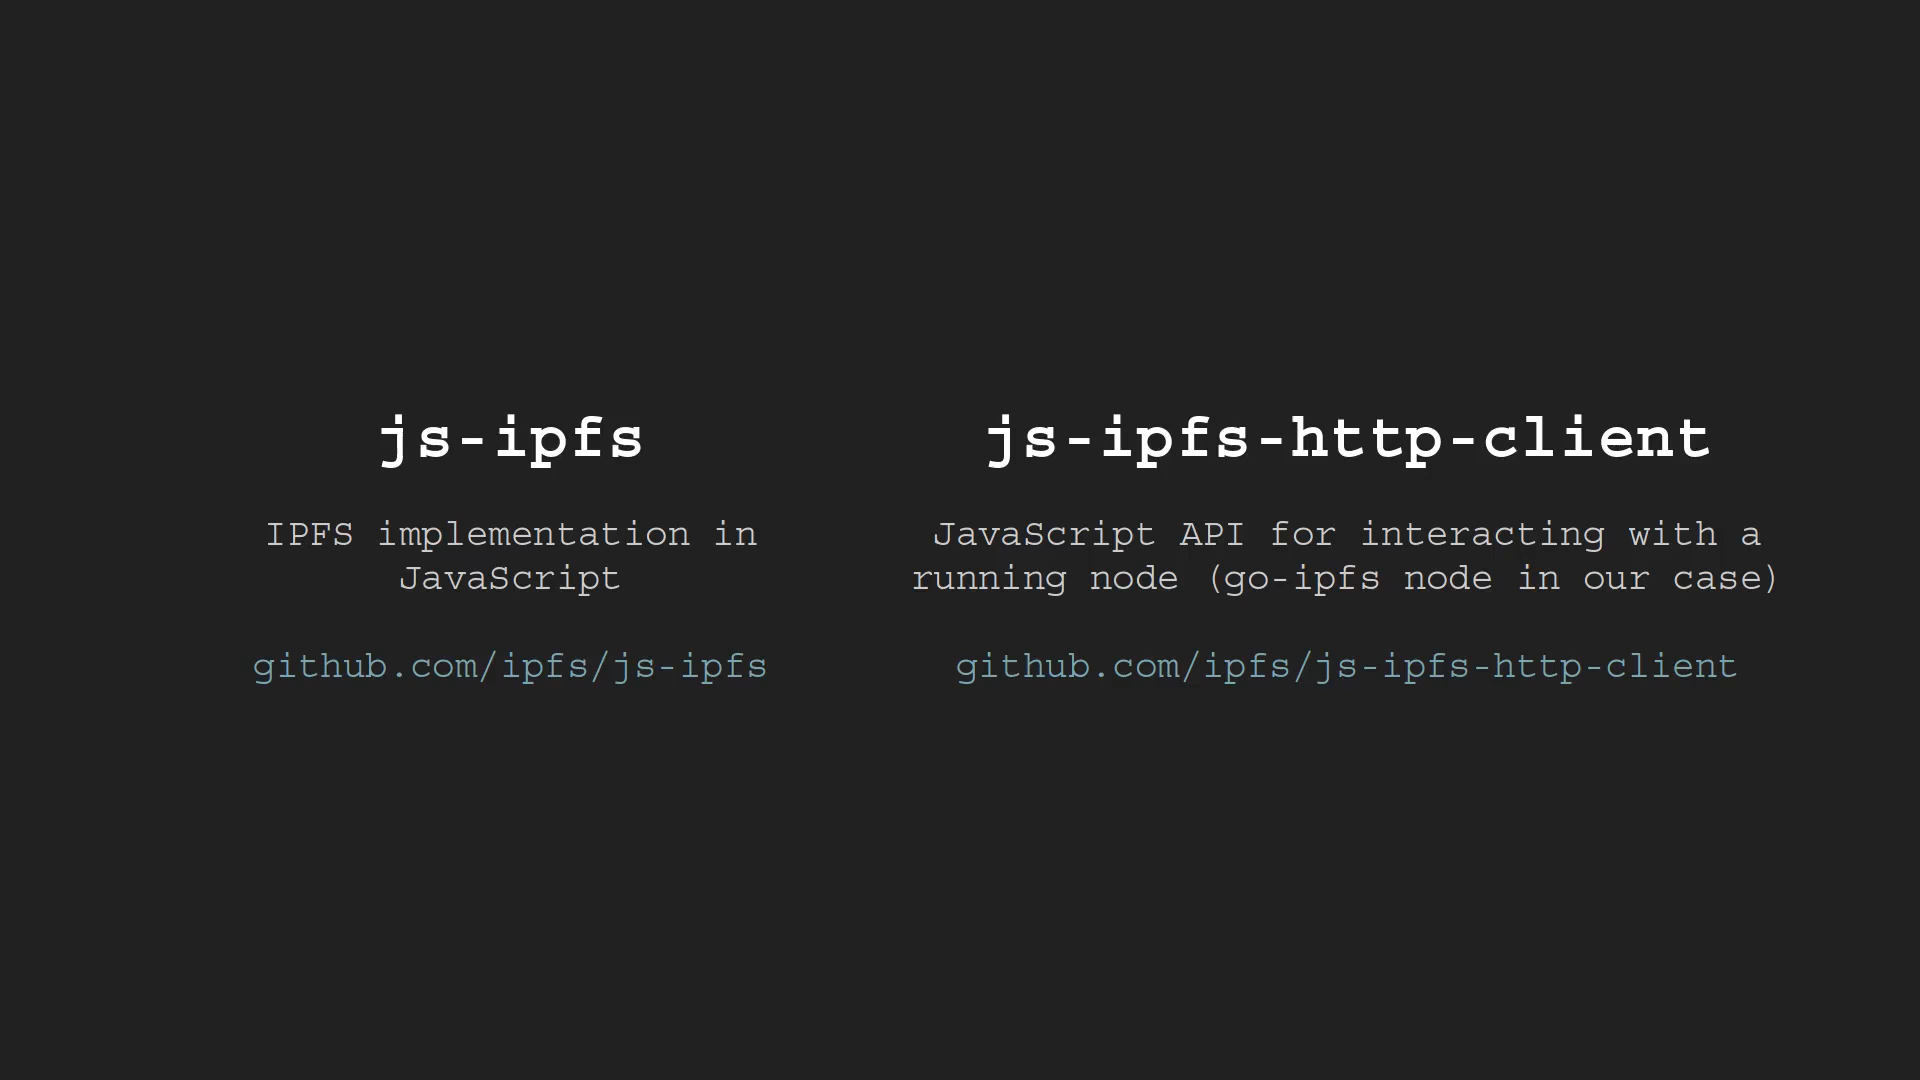 js-ipfs
IPFS implementation in
JavaScript
github.com/ipfs/js-ipfs
js-ipfs-http-client
JavaScript API for interacting with a
running node (go-ipfs node in our case)
github.com/ipfs/js-ipfs-http-client